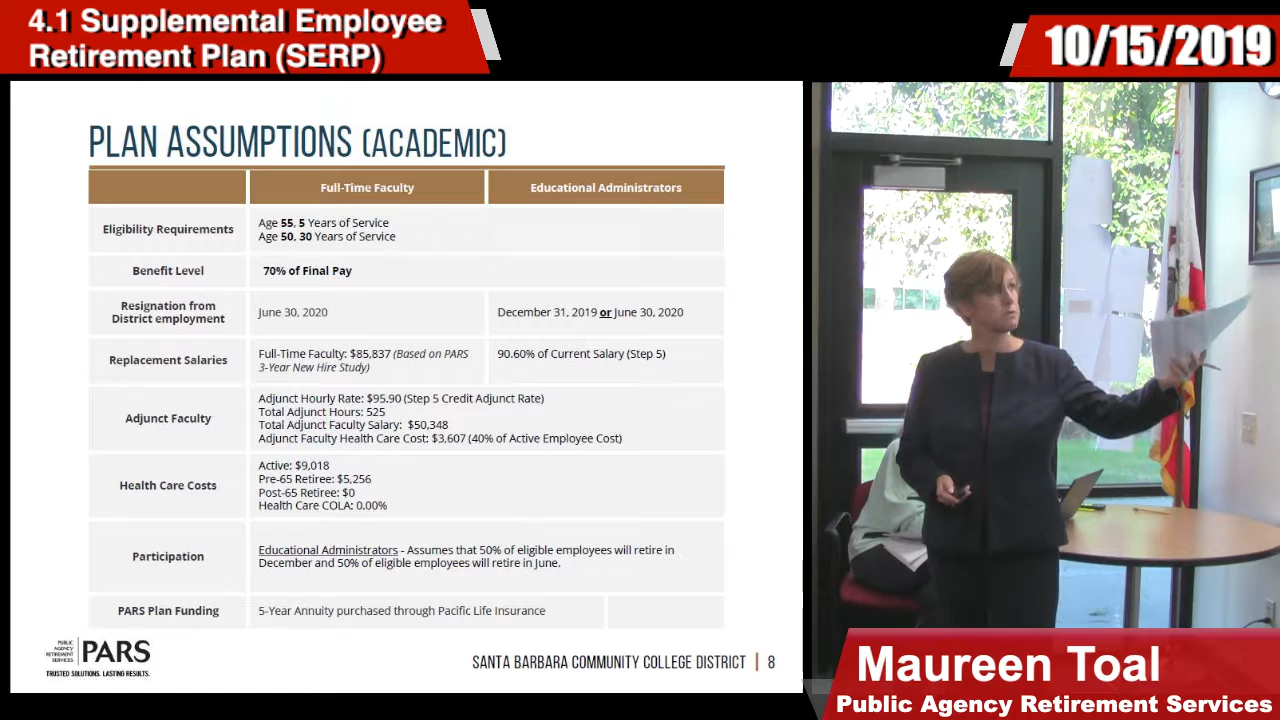 4.1 Supplemental Employee
Retirement Plan (SERP)
10/15/2019
PLAN ASSUMPTIONS (ACADEMIC)
Full-Time Faculty
Educational Administrators
Eligibility Requirements
Age 55, 5 Years of Service
Age 50, 30 Years of Service
Benefit Level
70% of Final Pay
Resignation from
District employment
June 30, 2020
December 31, 2019 or June 30, 2020
Replacement Salaries
Full-Time Faculty: $85,837 (Based on PARS
3-Year New Hire Study)
90.60% of Current Salary (Step 5)
Adjunct Faculty
Adjunct Hourly Rate: $95.90 (Step 5 Credit Adjunct Rate)
Total Adjunct Hours: 525
Total Adjunct Faculty Salary: $50,348
Adjunct Faculty Health Care Cost: $3,607 (40% of Active Employee Cost)
Health Care Costs
Active: $9,018
Pre-65 Retiree: $5,256
Post-65 Retiree: $0
Health Care COLA: 0.00%
Participation
Educational Administrators - Assumes that 50% of eligible employees will retire in
December and 50% of eligible employees will retire in June.
PARS Plan Funding
5-Year Annuity purchased through Pacific Life Insurance
PUBLIC
AGENCY
RETIREMENT
SERVICES
PARS
TRUSTED SOLUTIONS. LASTING RESULTS.
SANTA BARBARA COMMUNITY COLLEGE DISTRICT | 8
Maureen Toal
Public Agency Retirement Services